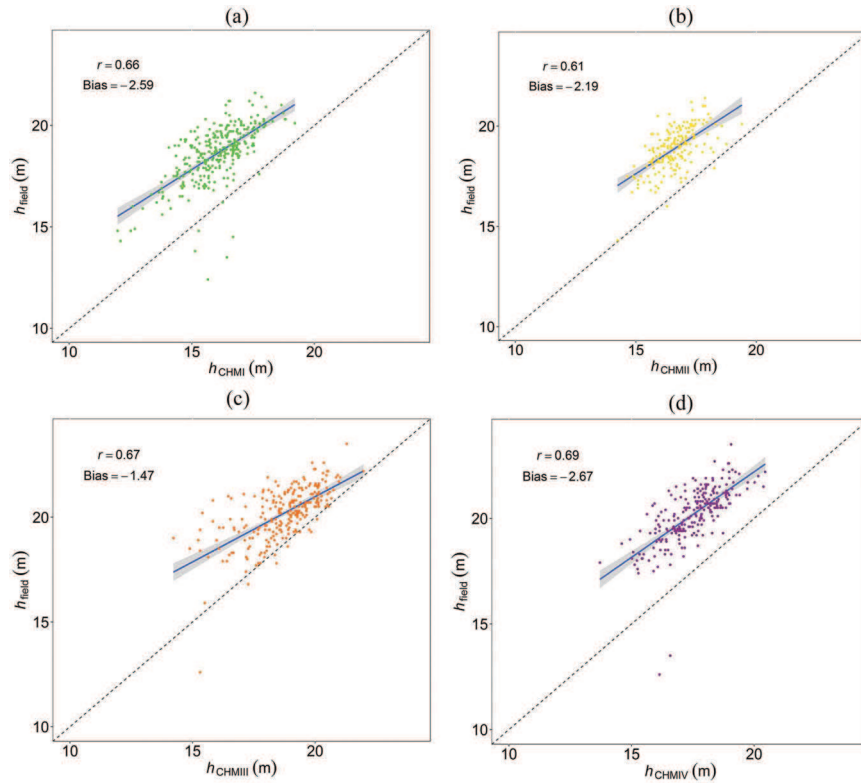 (a)
r = 0.66
Bias = −2.59
20
15
10
h_field (m)
10
15
20
h_CHMI (m)
(b)
r = 0.61
Bias = −2.19
20
15
10
h_field (m)
10
15
20
h_CHMII (m)
(c)
r = 0.67
Bias = −1.47
20
15
10
h_field (m)
10
15
20
h_CHMIII (m)
(d)
r = 0.69
Bias = −2.67
20
15
10
h_field (m)
10
15
20
h_CHMIV (m)